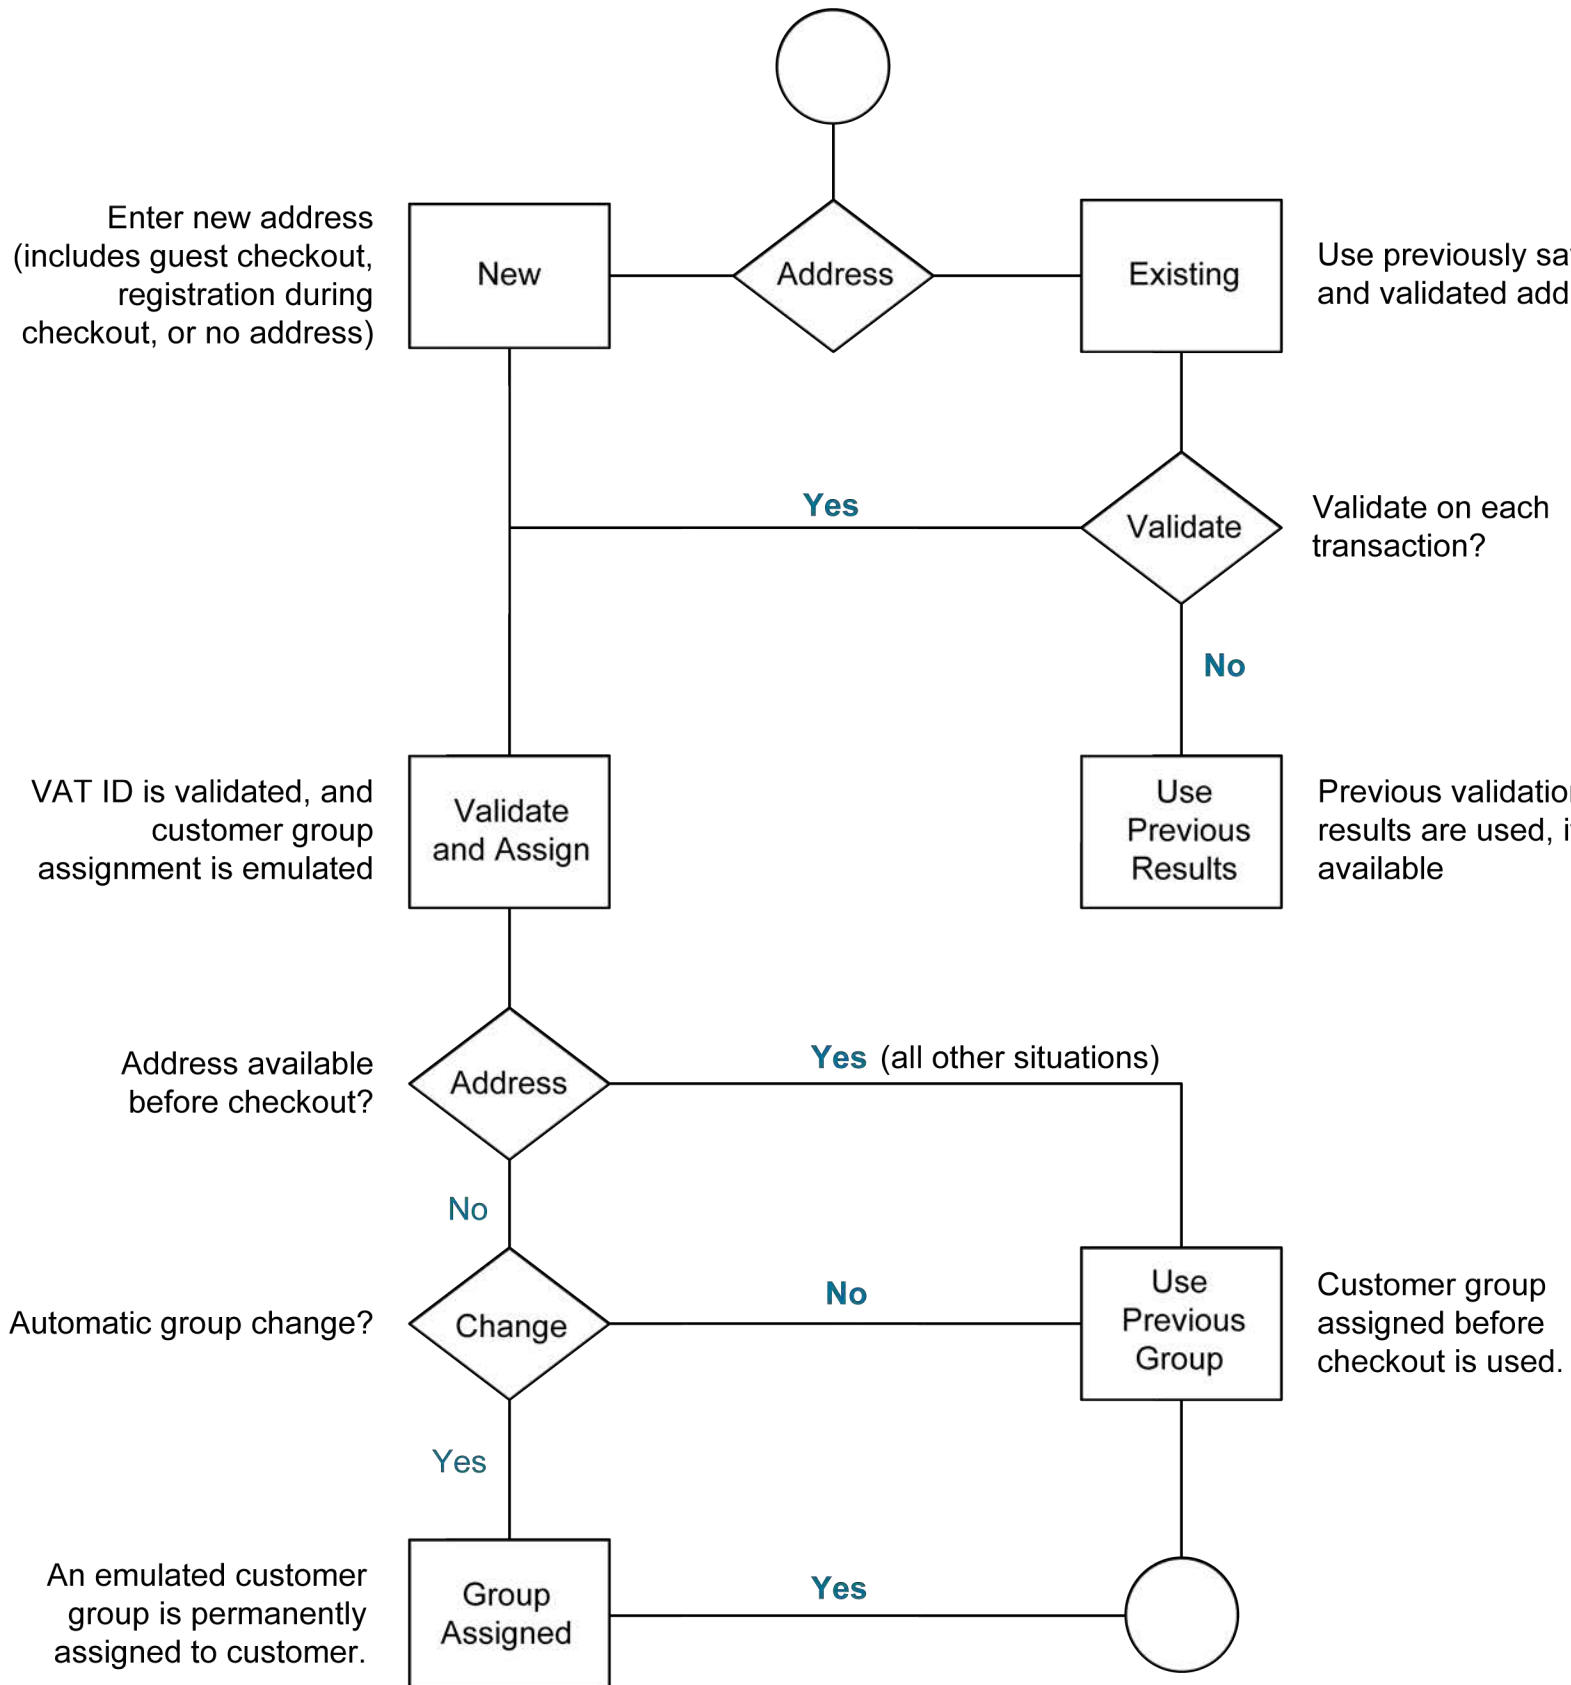 Enter new address
(includes guest checkout,
registration during
checkout, or no address)
New
Address
Existing
Use previously
and validated
Yes
Validate
Validate on each
transaction?
No
VAT ID is validated, and
customer group
assignment is emulated
Validate
and Assign
Use
Previous
Results
Previous
results are used,
available
Address available
before checkout?
Address
Yes (all other situations)
No
Automatic group change?
Change
No
Use
Previous
Group
Customer group
assigned before
checkout is used.
Yes
An emulated customer
group is permanently
assigned to customer.
Group
Assigned
Yes